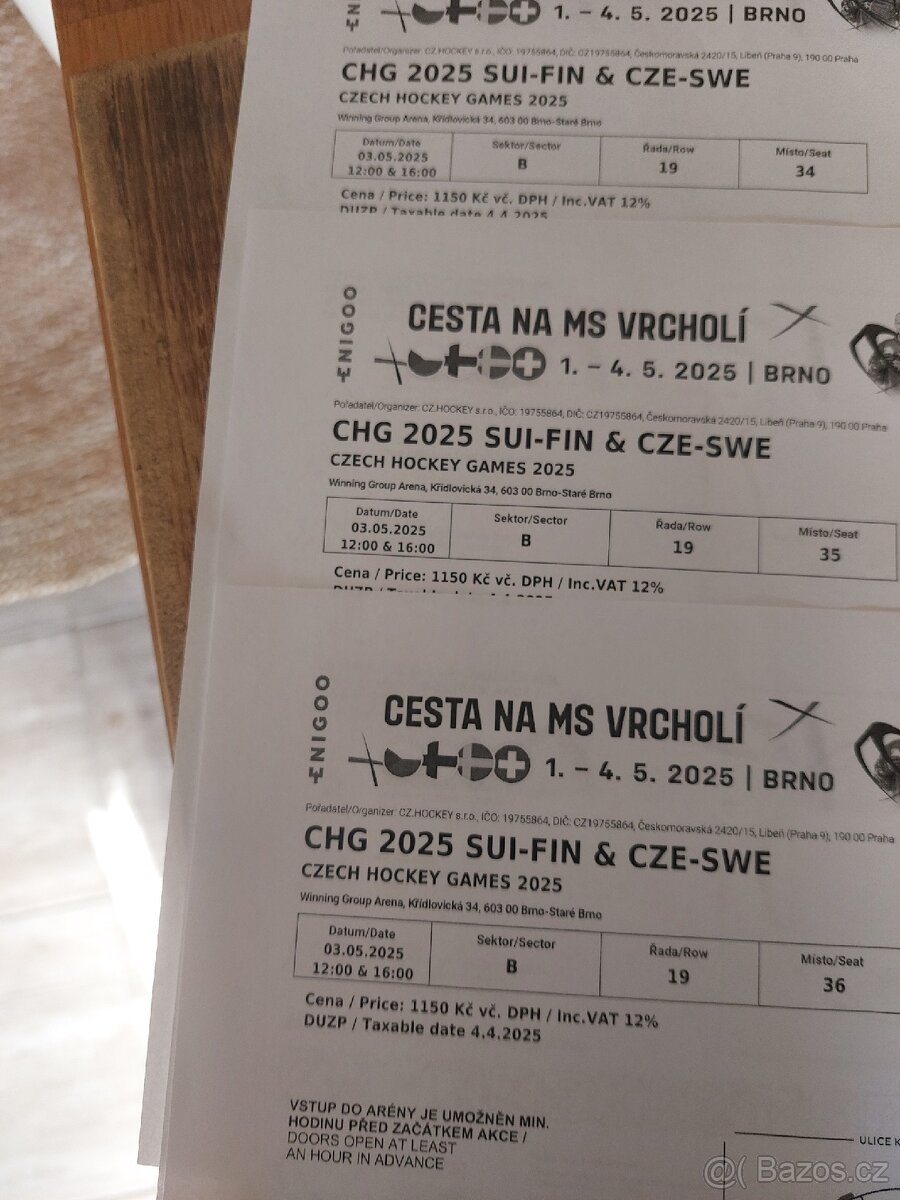 ENIGOO
1. – 4. 5. 2025 | BRNO
Pořadatel/Organizer: CZ.HOCKEY s.r.o., IČO: 19755864, DIČ: CZ19755864, Českomoravská 2420/15, Libeň (Praha 9), 190 00 Praha
CHG 2025 SUI-FIN & CZE-SWE
CZECH HOCKEY GAMES 2025
Winning Group Arena, Křídlovická 34, 603 00 Brno-Staré Brno
Datum/Date Sektor/Sector Řada/Row Místo/Seat
03.05.2025 B 19 34
12:00 & 16:00
Cena / Price: 1150 Kč vč. DPH / Inc.VAT 12%
DUZP / Taxable date 4.4.2025
ENIGOO
CESTA NA MS VRCHOLÍ
1. – 4. 5. 2025 | BRNO
Pořadatel/Organizer: CZ.HOCKEY s.r.o., IČO: 19755864, DIČ: CZ19755864, Českomoravská 2420/15, Libeň (Praha 9), 190 00 Praha
CHG 2025 SUI-FIN & CZE-SWE
CZECH HOCKEY GAMES 2025
Winning Group Arena, Křídlovická 34, 603 00 Brno-Staré Brno
Datum/Date Sektor/Sector Řada/Row Místo/Seat
03.05.2025 B 19 35
12:00 & 16:00
Cena / Price: 1150 Kč vč. DPH / Inc.VAT 12%
ENIGOO
CESTA NA MS VRCHOLÍ
1. – 4. 5. 2025 | BRNO
Pořadatel/Organizer: CZ.HOCKEY s.r.o., IČO: 19755864, DIČ: CZ19755864, Českomoravská 2420/15, Libeň (Praha 9), 190 00 Praha
CHG 2025 SUI-FIN & CZE-SWE
CZECH HOCKEY GAMES 2025
Winning Group Arena, Křídlovická 34, 603 00 Brno-Staré Brno
Datum/Date Sektor/Sector Řada/Row Místo/Seat
03.05.2025 B 19 36
12:00 & 16:00
Cena / Price: 1150 Kč vč. DPH / Inc.VAT 12%
DUZP / Taxable date 4.4.2025
VSTUP DO ARÉNY JE UMOŽNĚN MIN.
HODINU PŘED ZAČÁTKEM AKCE /
DOORS OPEN AT LEAST
AN HOUR IN ADVANCE
ULICE K
Bazos.cz